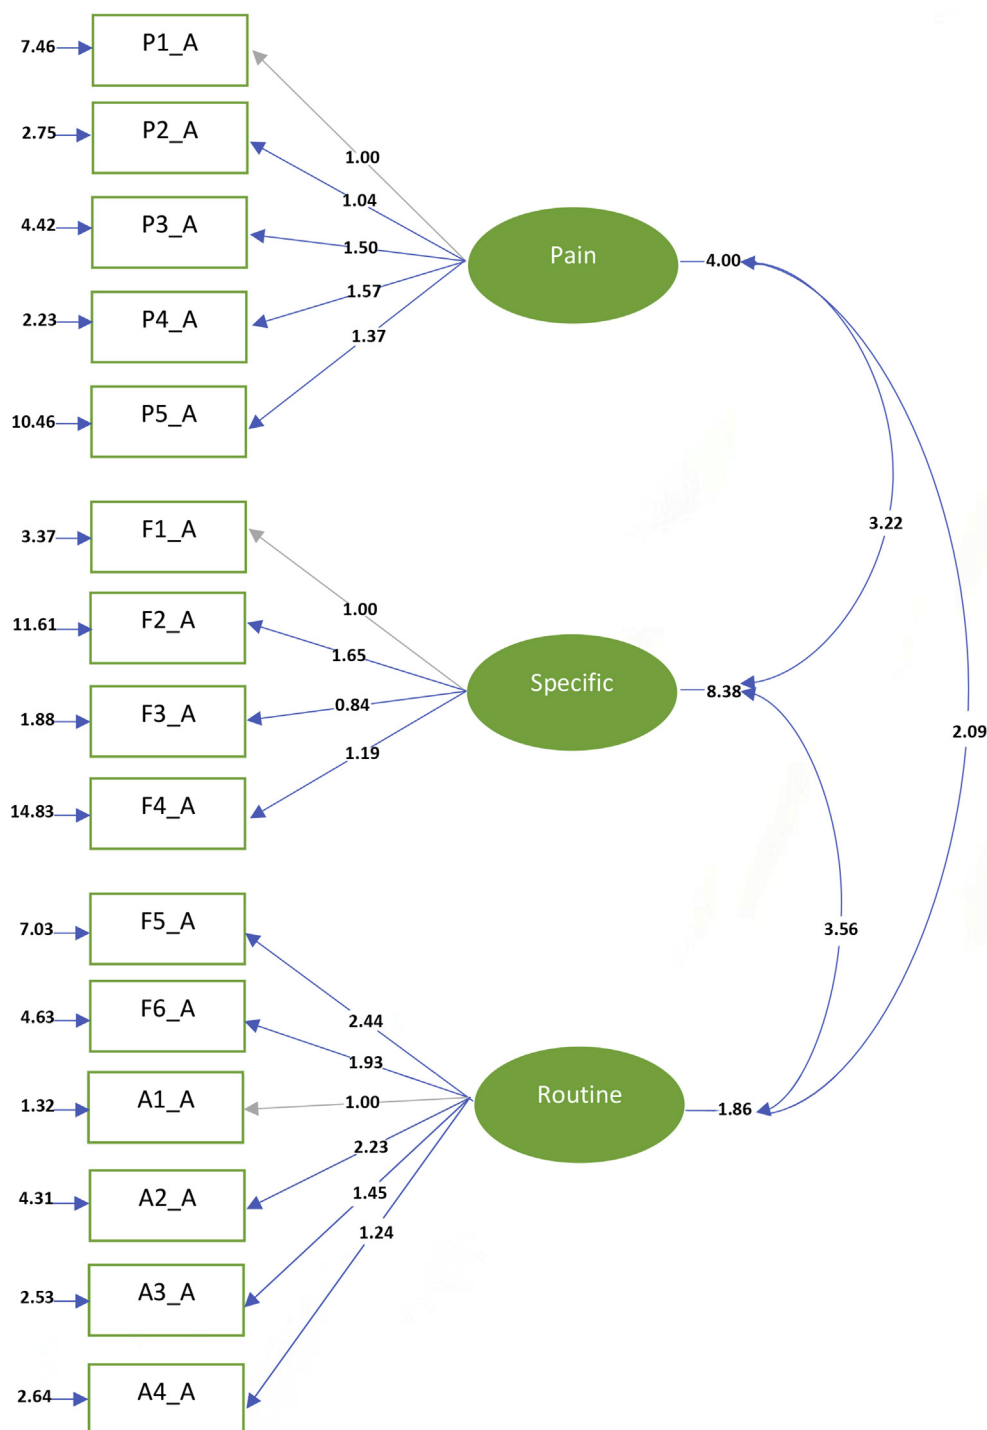 7.46
P1_A
2.75
P2_A
1.00
1.04
4.42
P3_A
1.50
Pain
4.00
2.23
P4_A
1.57
1.37
10.46
P5_A
3.37
F1_A
3.22
1.00
11.61
F2_A
1.65
Specific
8.38
1.88
F3_A
0.84
2.09
1.19
14.83
F4_A
7.03
F5_A
3.56
2.44
4.63
F6_A
1.93
1.32
A1_A
1.00
Routine
1.86
2.23
4.31
A2_A
1.45
1.24
2.53
A3_A
2.64
A4_A